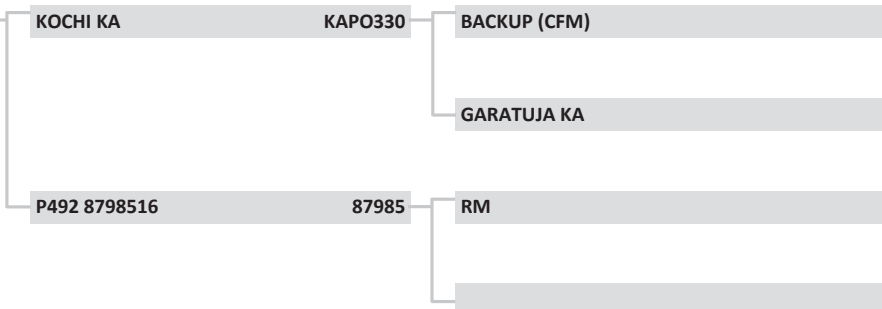 KOCHI KA KAPO330 BACKUP (CFM)
GARATUJA KA
P492 8798516 87985 RM